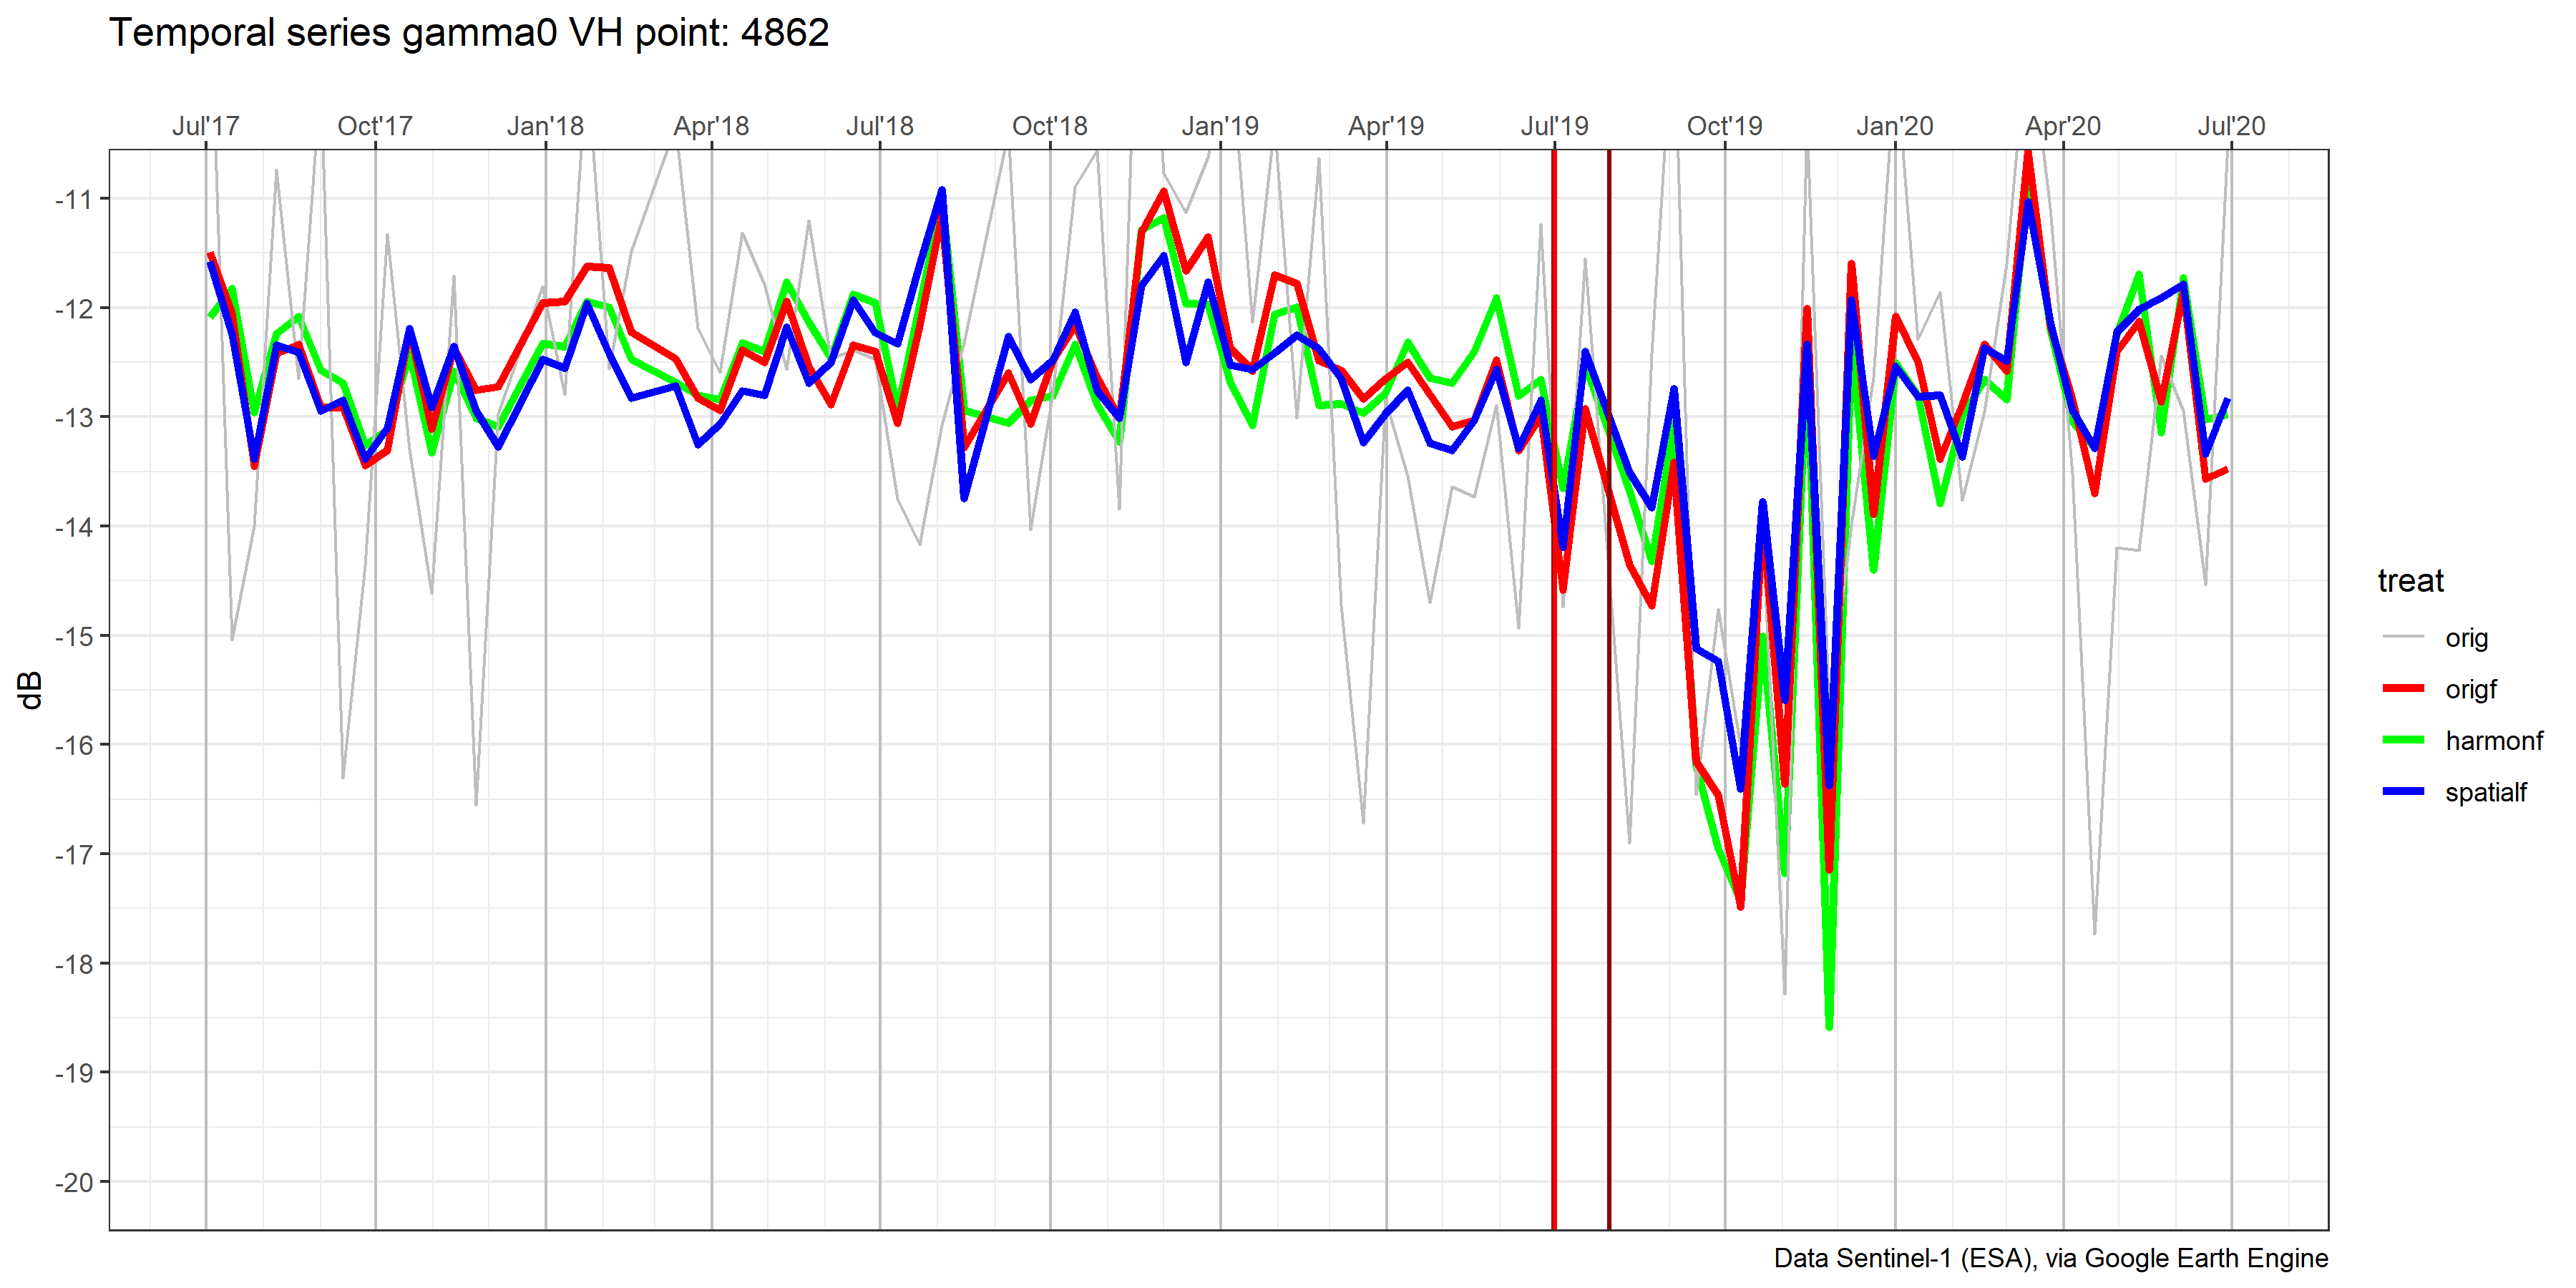 Temporal series gamma0 VH point: 4862
Jul'17 Oct'17 Jan'18 Apr'18 Jul'18 Oct'18 Jan'19 Apr'19 Jul'19 Oct'19 Jan'20 Apr'20 Jul'20
-11
-12
-13
-14
-15
-16
-17
-18
-19
-20
dB
treat
orig
origf
harmonf
spatialf
Data Sentinel-1 (ESA), via Google Earth Engine